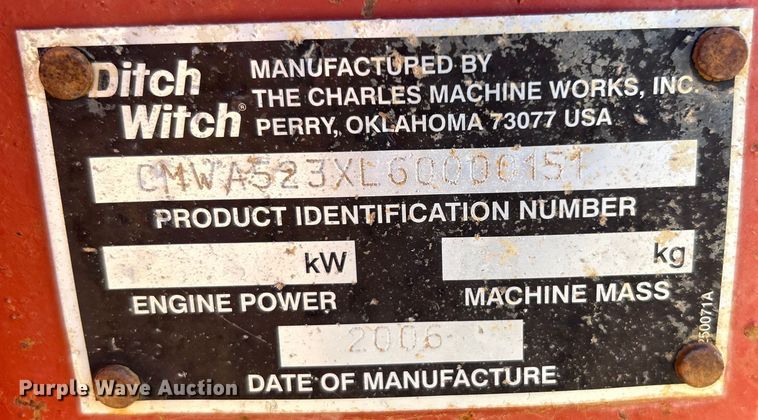 Ditch Witch®
MANUFACTURED BY
THE CHARLES MACHINE WORKS, INC.
PERRY, OKLAHOMA 73077 USA
CMWA523XL60000151
PRODUCT IDENTIFICATION NUMBER
kW
kg
ENGINE POWER
MACHINE MASS
2006
DATE OF MANUFACTURE
Purple Wave Auction